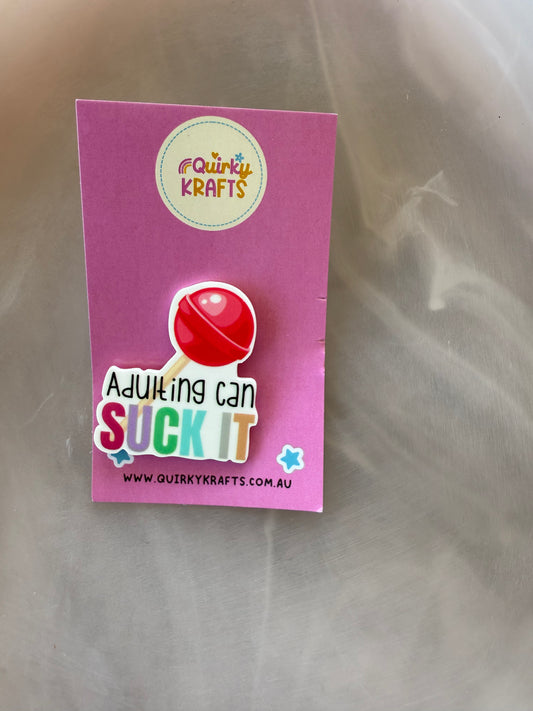 Quirky
KRAFTS
Adulting can
SUCK IT
WWW.QUIRKYKRAFTS.COM.AU